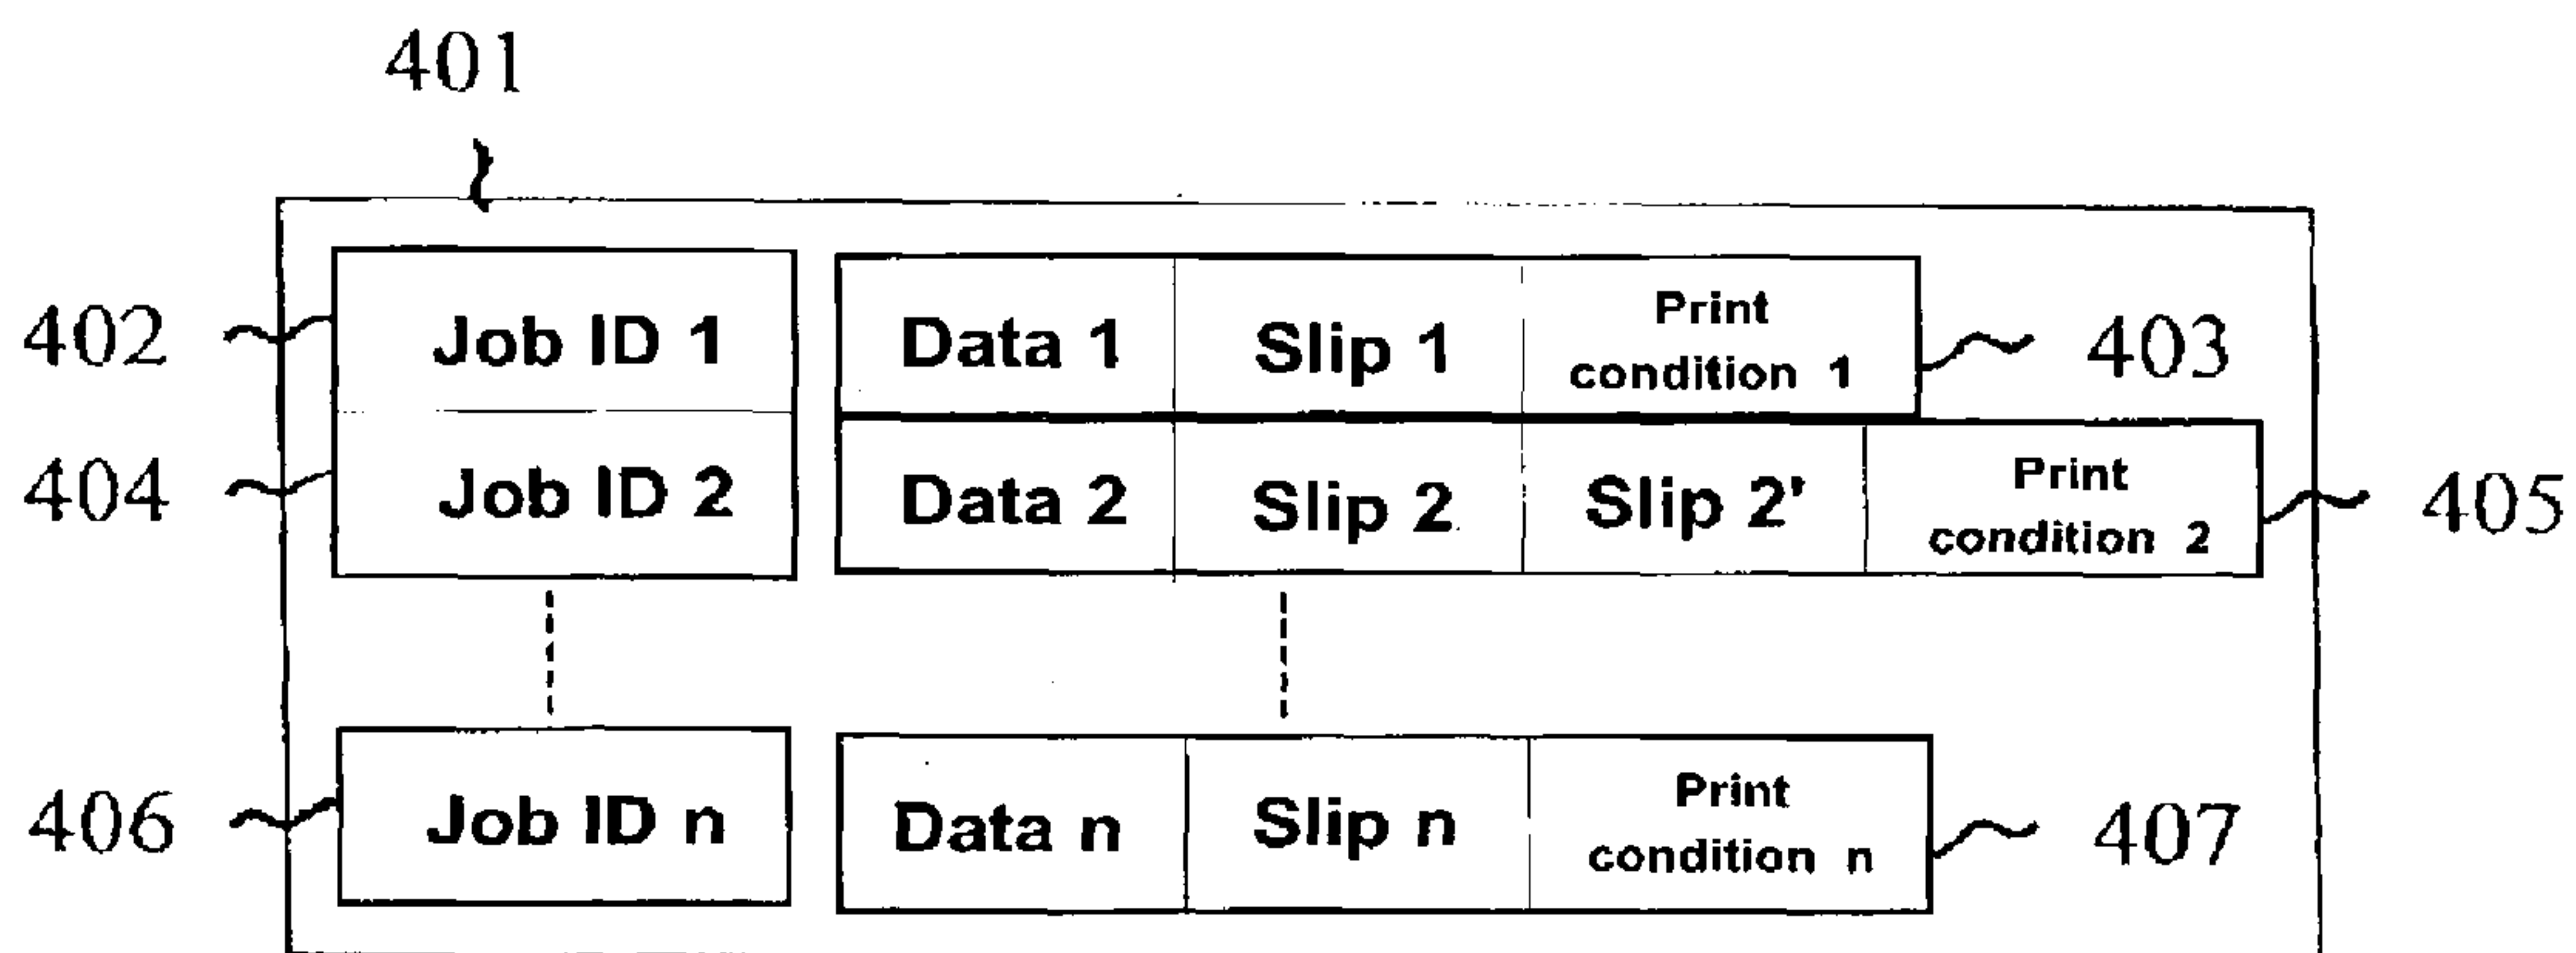 401
402 Job ID 1 Data 1 Slip 1 Print condition 1 403
404 Job ID 2 Data 2 Slip 2 Slip 2' Print condition 2 405
406 Job ID n Data n Slip n Print condition n 407